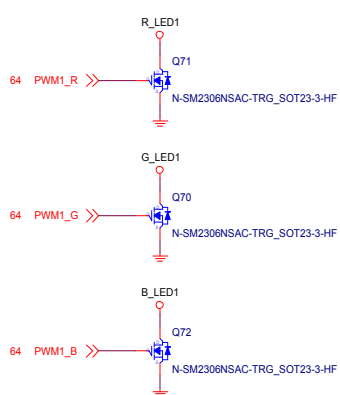 R_LED1
Q71
64 PWM1_R
N-SM2306NSAC-TRG_SOT23-3-HF
G_LED1
Q70
64 PWM1_G
N-SM2306NSAC-TRG_SOT23-3-HF
B_LED1
Q72
64 PWM1_B
N-SM2306NSAC-TRG_SOT23-3-HF